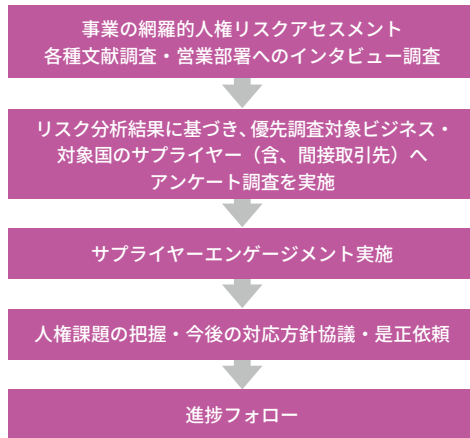 事業の網羅的人権リスクアセスメント
各種文献調査・営業部署へのインタビュー調査
リスク分析結果に基づき、優先調査対象ビジネス・
対象国のサプライヤー（含、間接取引先）へ
アンケート調査を実施
サプライヤーエンゲージメント実施
人権課題の把握・今後の対応方針協議・是正依頼
進捗フォロー